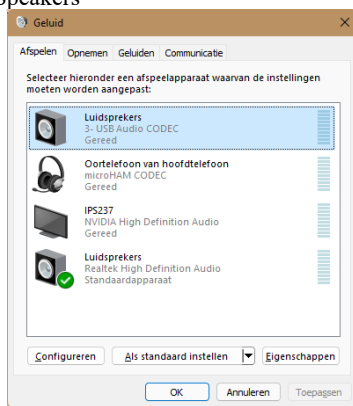 Speakers
Geluid
Afspelen Opnemen Geluiden Communicatie
Selecteer hieronder een afspeelapparaat waarvan de instellingen
moeten worden aangepast:
Luidsprekers
3- USB Audio CODEC
Gereed
Oortelefoon van hoofdtelefoon
microHAM CODEC
Gereed
IPS237
NVIDIA High Definition Audio
Gereed
Luidsprekers
Realtek High Definition Audio
Standaardapparaat
Configureren Als standaard instellen Eigenschappen
OK Annuleren Toepassen